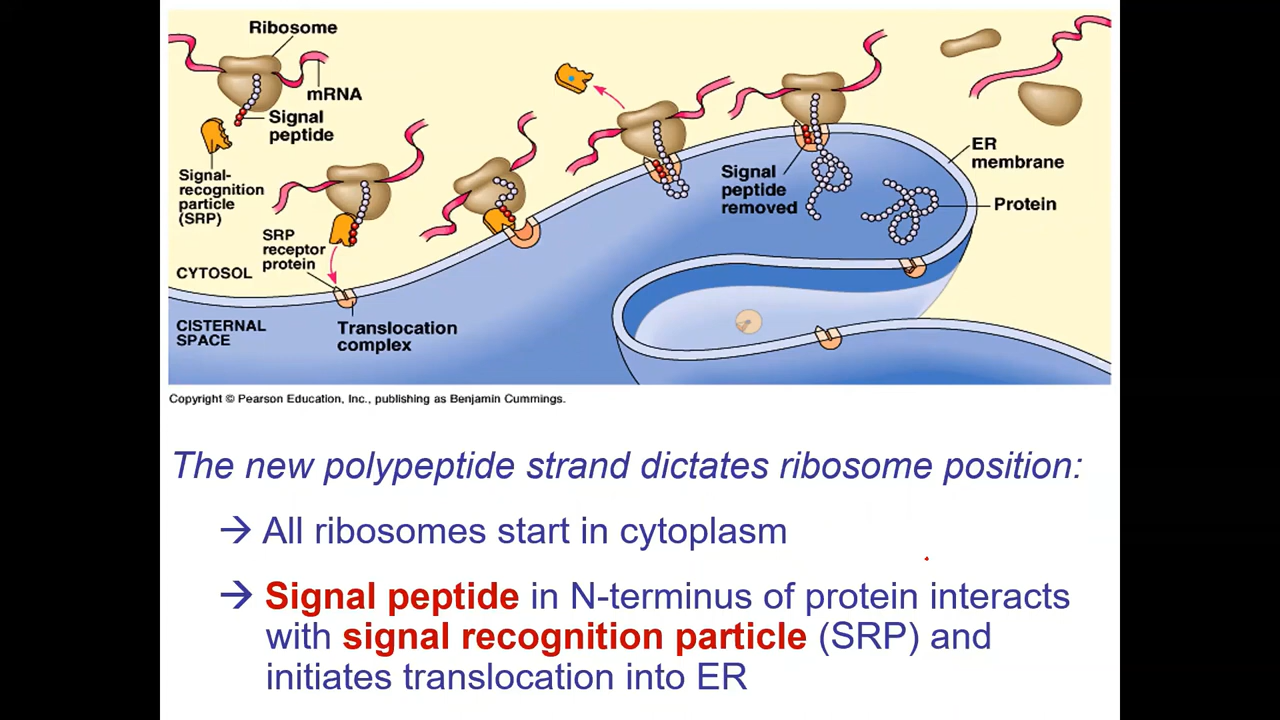 Ribosome
mRNA
Signal
peptide
Signal-
recognition
particle
(SRP)
SRP
receptor
protein
CYTOSOL
CISTERNAL
SPACE
Translocation
complex
Signal
peptide
removed
ER
membrane
Protein
Copyright © Pearson Education, Inc., publishing as Benjamin Cummings.
The new polypeptide strand dictates ribosome position:
→ All ribosomes start in cytoplasm
→ Signal peptide in N-terminus of protein interacts
with signal recognition particle (SRP) and
initiates translocation into ER